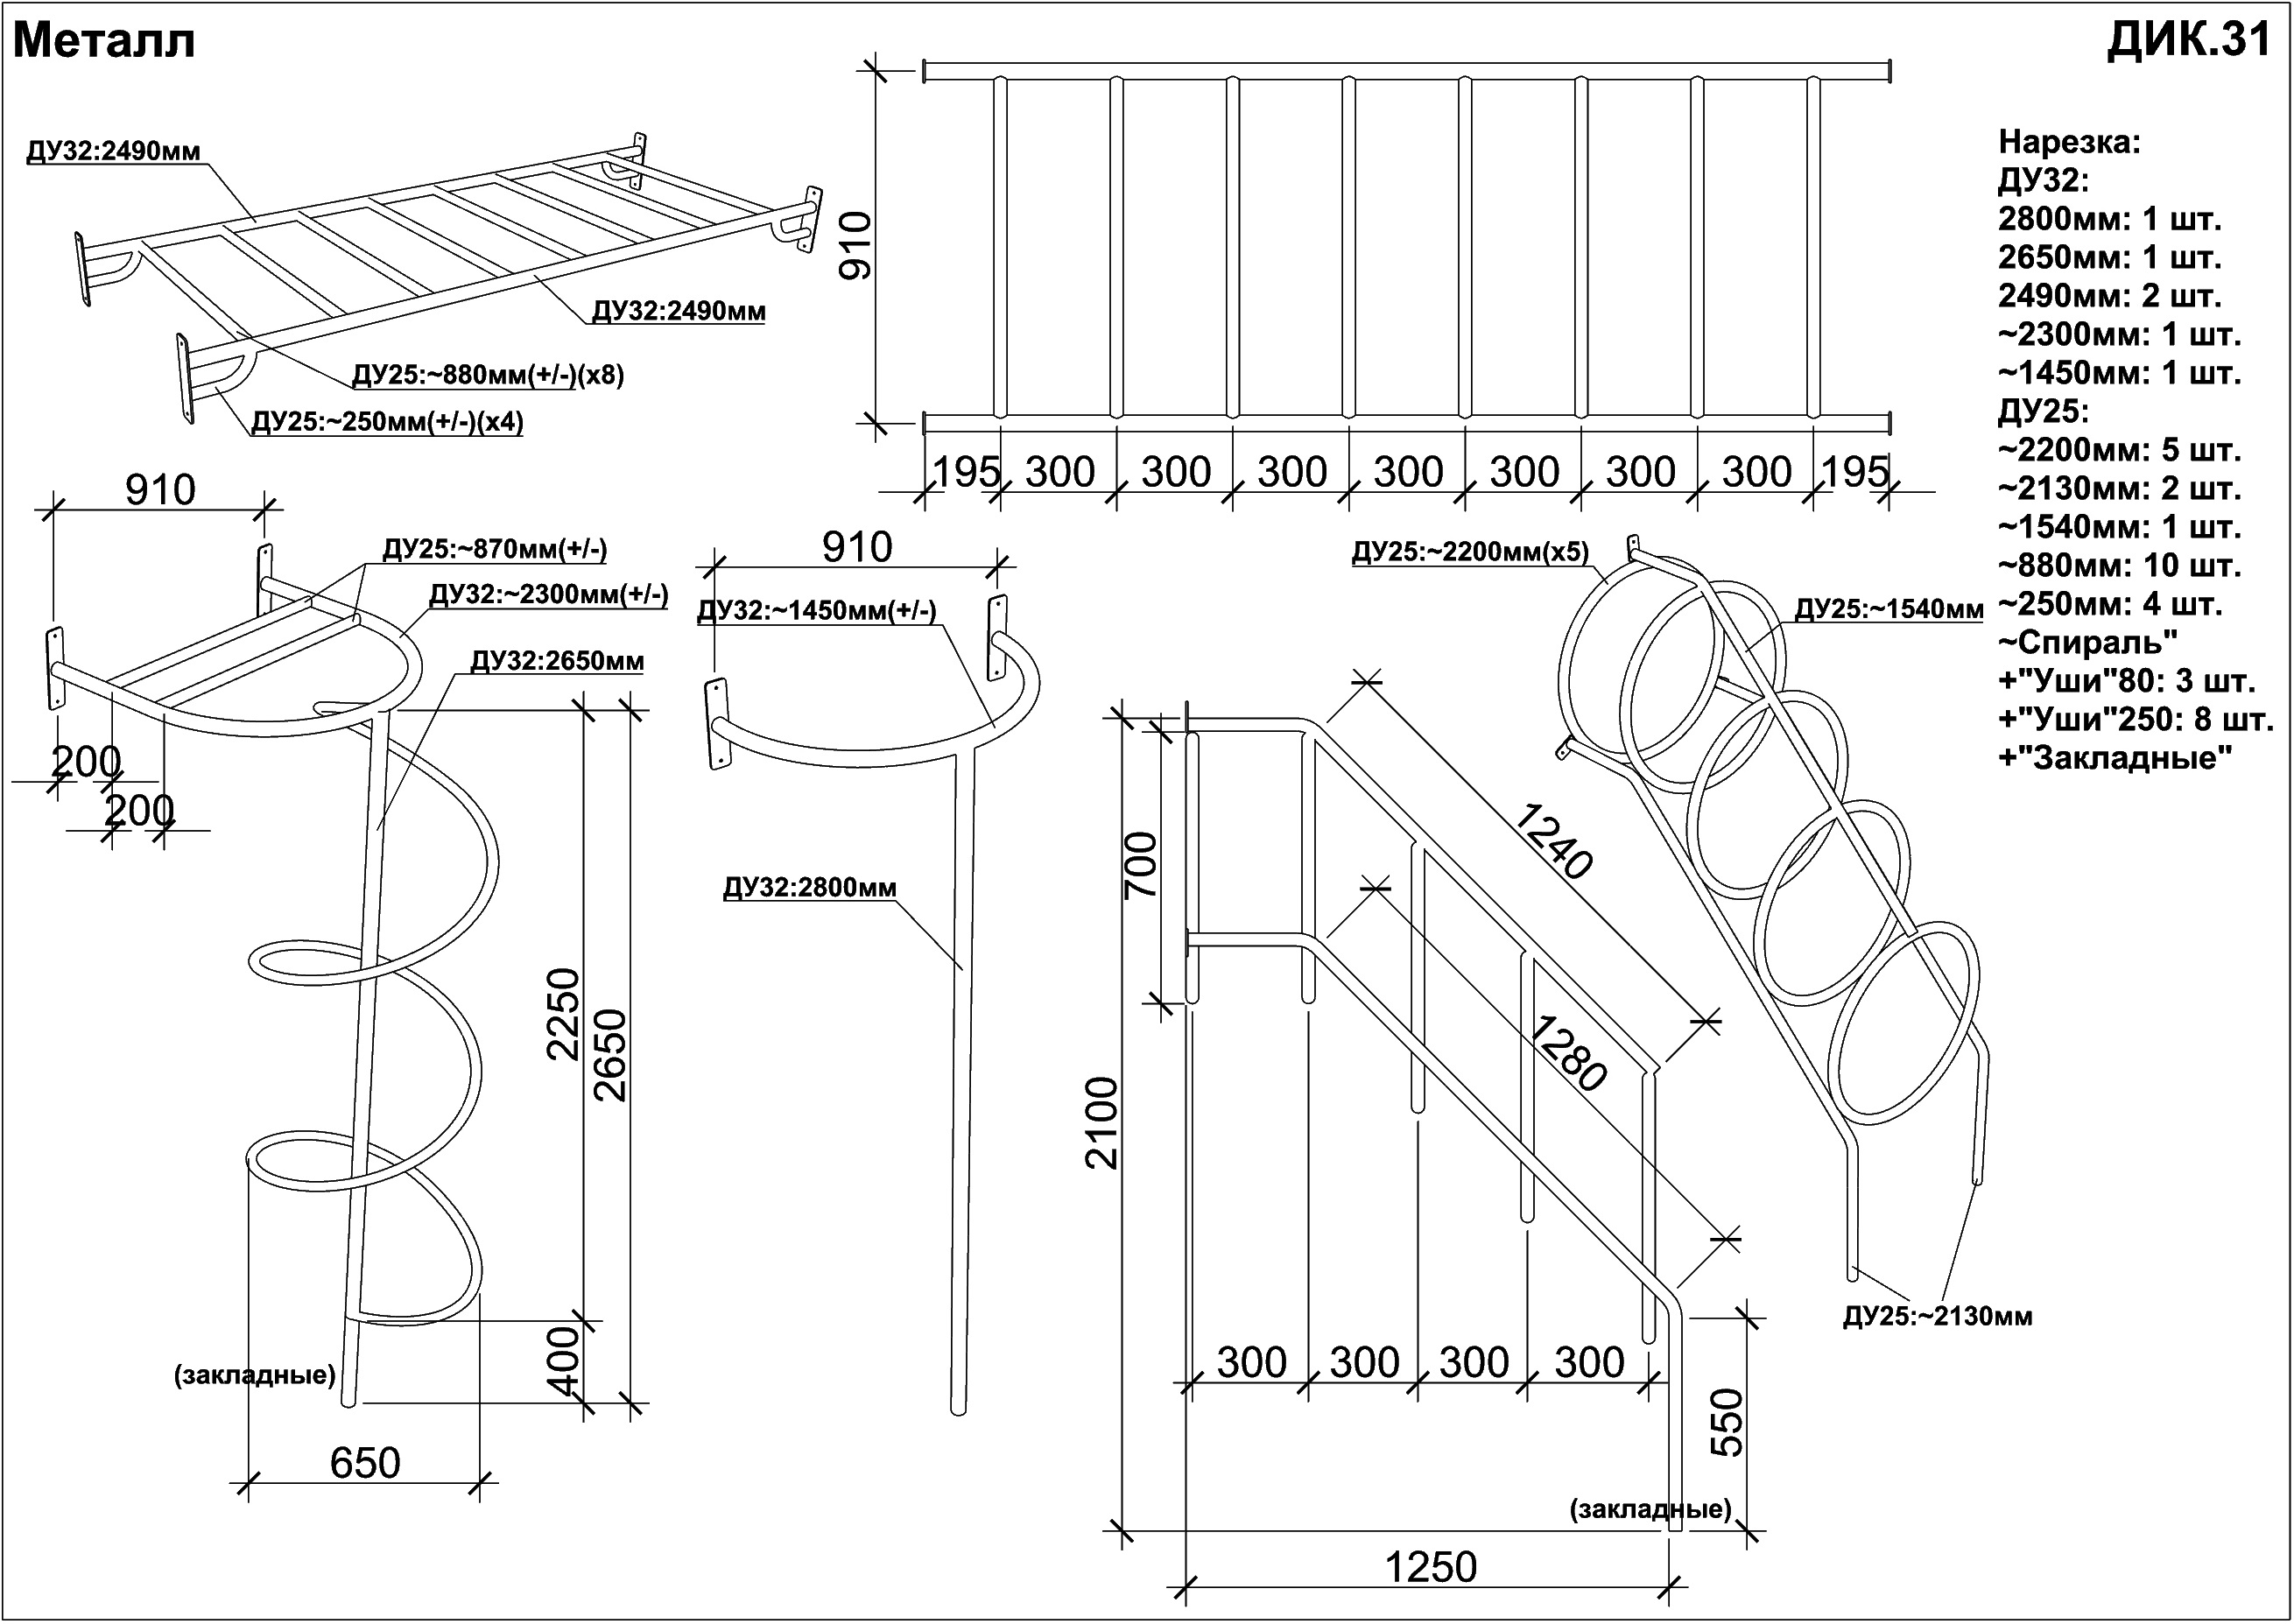 Металл
ДИК.31
ДУ32:2490мм
ДУ32:2490мм
ДУ25:~880мм(+/-)(х8)
ДУ25:~250мм(+/-)(х4)
910
195 300 300 300 300 300 300 300 195
Нарезка:
ДУ32:
2800мм: 1 шт.
2650мм: 1 шт.
2490мм: 2 шт.
~2300мм: 1 шт.
~1450мм: 1 шт.
ДУ25:
~2200мм: 5 шт.
~2130мм: 2 шт.
~1540мм: 1 шт.
~880мм: 10 шт.
~250мм: 4 шт.
~Спираль"
+"Уши"80: 3 шт.
+"Уши"250: 8 шт.
+"Закладные"
910
ДУ25:~870мм(+/-)
ДУ32:~2300мм(+/-)
ДУ32:2650мм
200
200
2250
2650
400
(закладные)
650
910
ДУ32:~1450мм(+/-)
ДУ32:2800мм
700
2100
1240
1280
300 300 300 300
550
(закладные)
1250
ДУ25:~2200мм(х5)
ДУ25:~1540мм
ДУ25:~2130мм